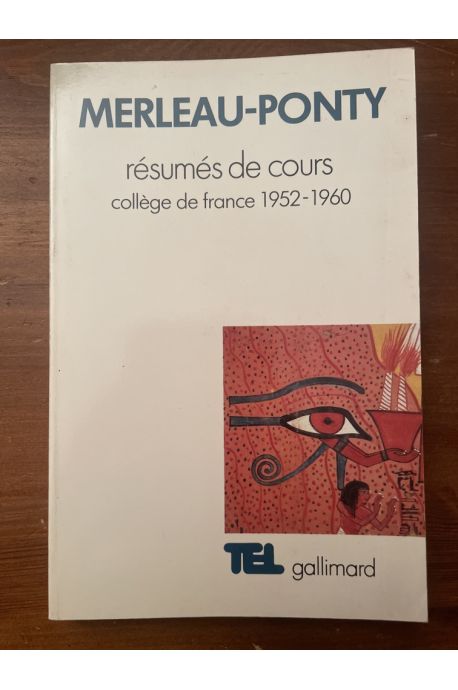 MERLEAU-PONTY
résumés de cours
collège de france 1952-1960
TEL gallimard